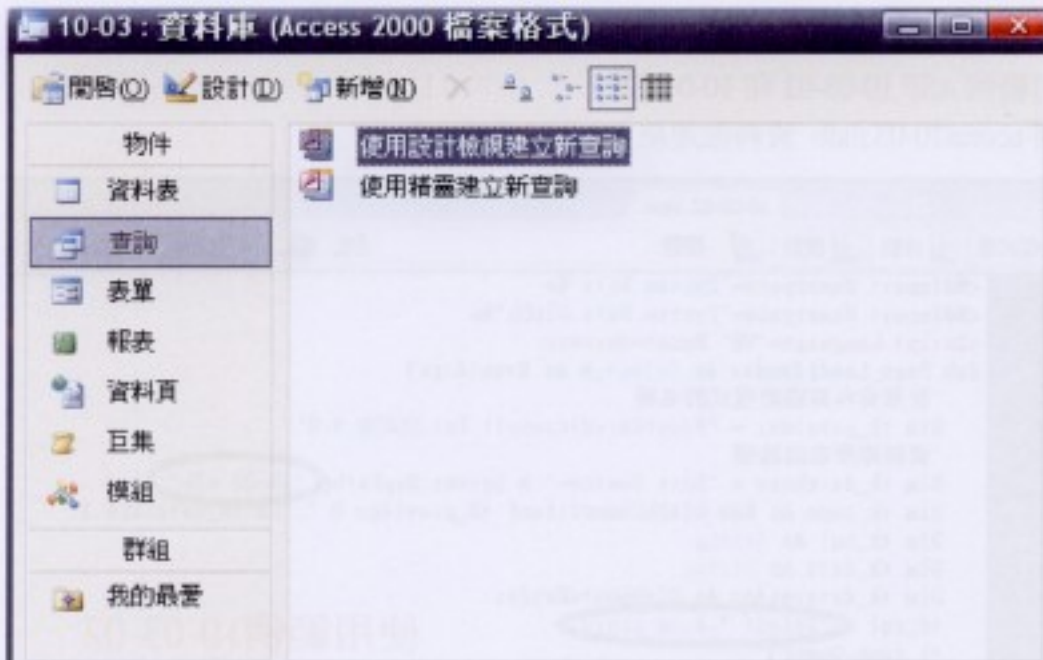 10-03 : 資料庫 (Access 2000 檔案格式)
開啓(O) 設計(D) 新增(N)
物件
資料表
查詢
表單
報表
資料頁
巨集
模組
群組
我的最愛
使用設計檢視建立新查詢
使用精靈建立新查詢